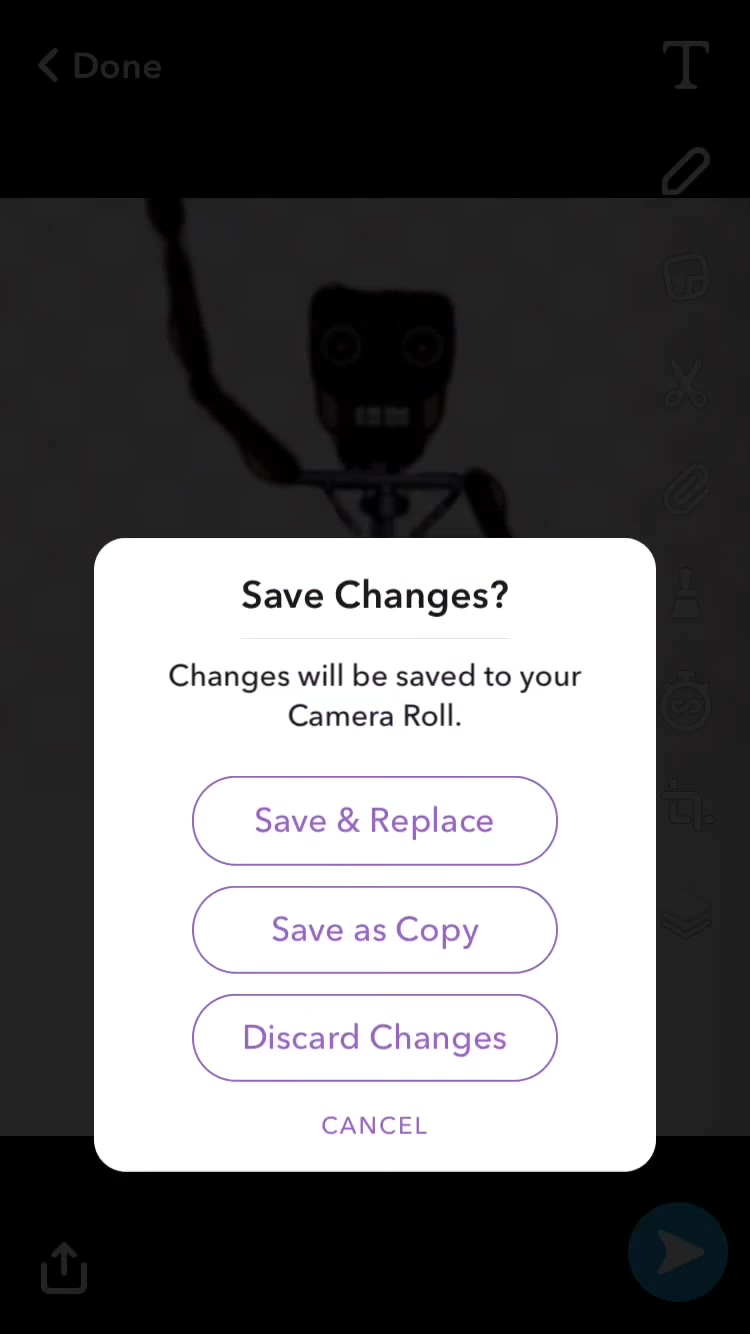 Done
T
Save Changes?
Changes will be saved to your
Camera Roll.
Save & Replace
Save as Copy
Discard Changes
CANCEL